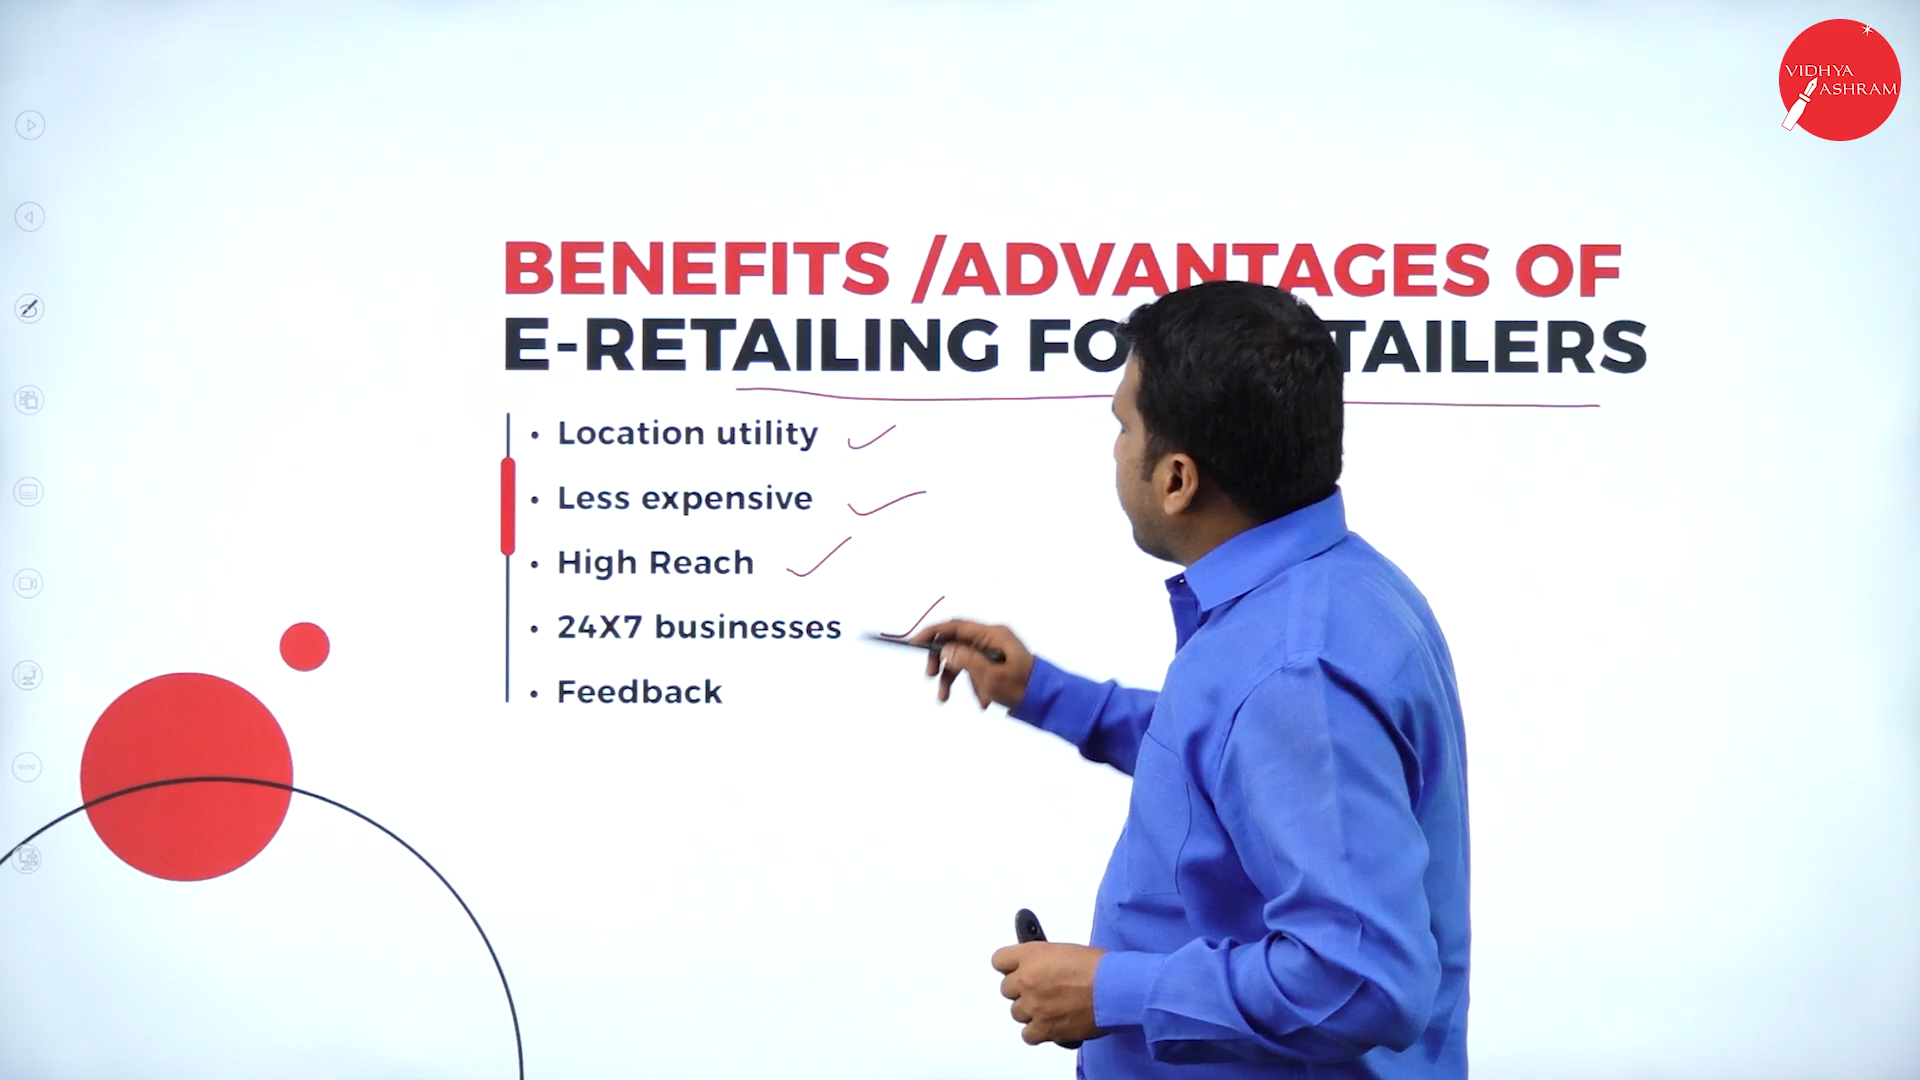 VIDHYA
ASHRAM
BENEFITS /ADVANTAGES OF
E-RETAILING FO TAILERS
• Location utility
• Less expensive
• High Reach
• 24X7 businesses
• Feedback